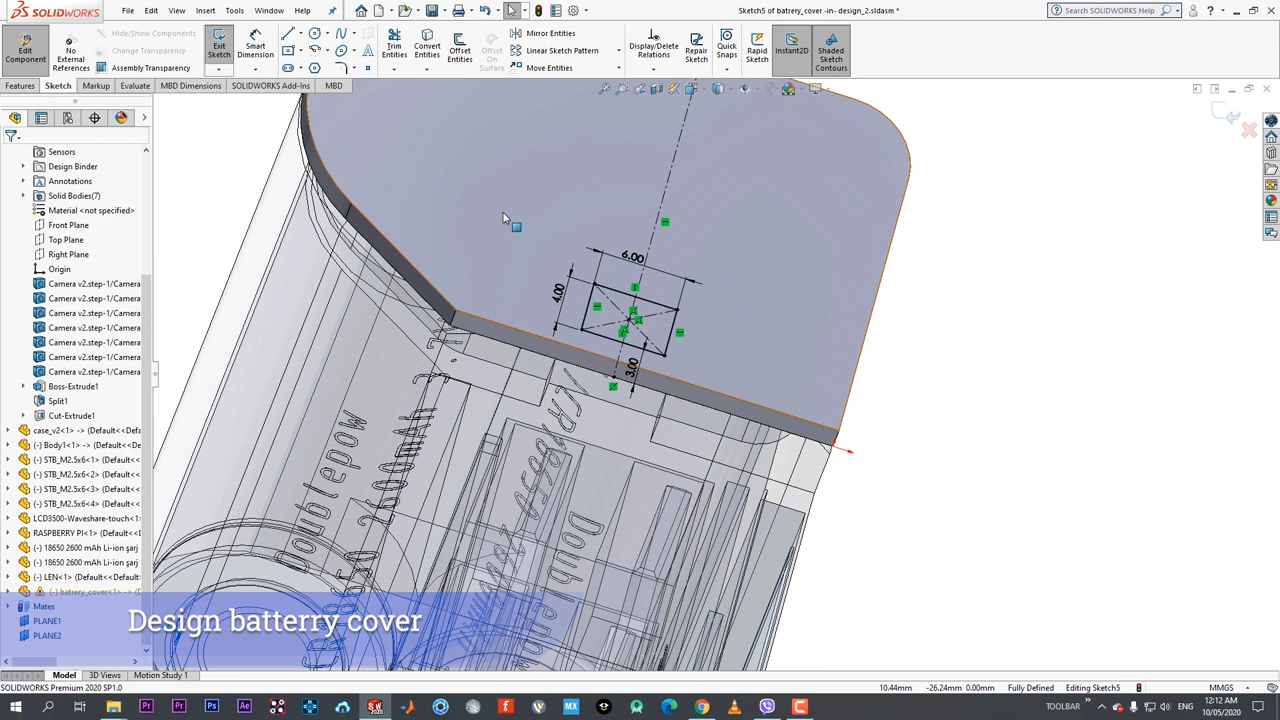 SOLIDWORKS
File Edit View Insert Tools Window Help
Sketch5 of batrery_cover -in- design_2.sldasm *
Search SOLIDWORKS Help
Edit Component
No External References
Hide/Show Components
Change Transparency
Assembly Transparency
Exit Sketch
Smart Dimension
Trim Entities
Convert Entities
Offset Entities
Offset On Surface
Mirror Entities
Linear Sketch Pattern
Move Entities
Display/Delete Relations
Repair Sketch
Quick Snaps
Rapid Sketch
Instant2D
Shaded Sketch Contours
Features Sketch Markup Evaluate MBD Dimensions SOLIDWORKS Add-Ins MBD
Sensors
Design Binder
Annotations
Solid Bodies(7)
Material <not specified>
Front Plane
Top Plane
Right Plane
Origin
Camera v2.step-1/Camera
Camera v2.step-1/Camera
Camera v2.step-1/Camera
Camera v2.step-1/Camera
Camera v2.step-1/Camera
Camera v2.step-1/Camera
Camera v2.step-1/Camera
Boss-Extrude1
Split1
Cut-Extrude1
case_v2<1> -> (Default<<Default
(-) Body1<1> -> (Default<<Defau
(-) STB_M2.5x6<1> (Default<<De
(-) STB_M2.5x6<2> (Default<<De
(-) STB_M2.5x6<3> (Default<<De
(-) STB_M2.5x6<4> (Default<<De
LCD3500-Waveshare-touch<1>
RASPBERRY PI<1> (Default<<De
(-) 18650 2600 mAh Li-ion şarj
(-) 18650 2600 mAh Li-ion şarj
(-) LEN<1> (Default<<Default_D
(-) batrery_cover<1> -> (Defau
Mates
PLANE1
PLANE2
6.00
4.00
3.00
Doublepow
Design batterry cover
Model 3D Views Motion Study 1
SOLIDWORKS Premium 2020 SP1.0
10.44mm -26.24mm 0.00mm Fully Defined Editing Sketch5 MMGS
TOOLBAR
ENG
12:12 AM
10/05/2020